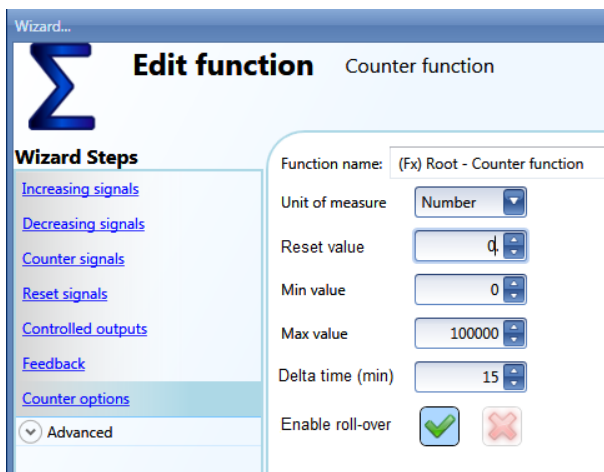 Wizard...
Edit function Counter function
Wizard Steps
Increasing signals
Decreasing signals
Counter signals
Reset signals
Controlled outputs
Feedback
Counter options
Advanced
Function name: (Fx) Root - Counter function
Unit of measure Number
Reset value 0.
Min value 0
Max value 100000
Delta time (min) 15
Enable roll-over